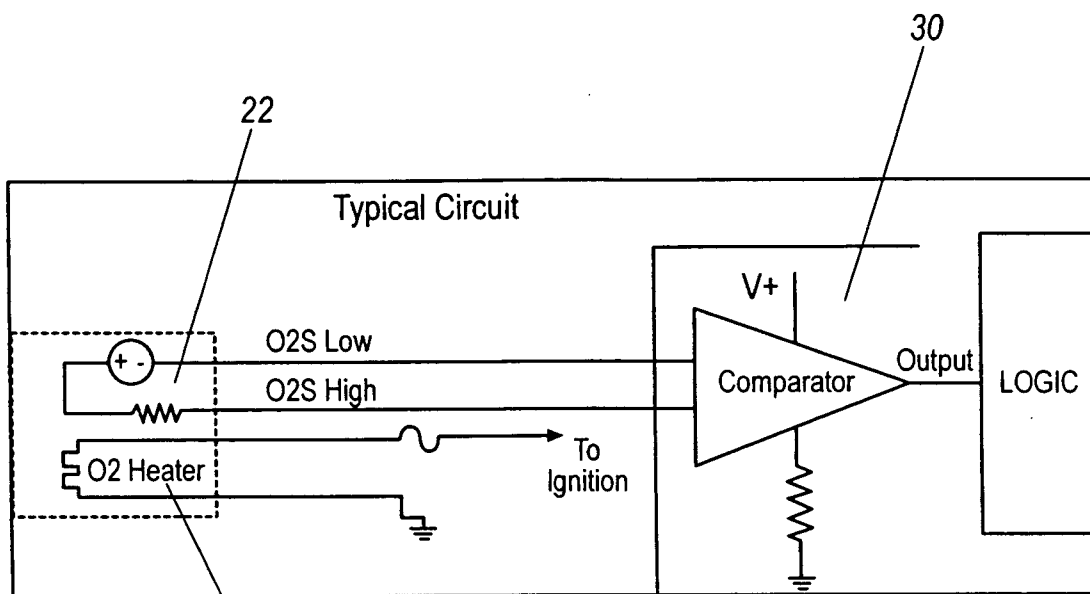 30
22
Typical Circuit
V+
O2S Low
Output
+ -
Comparator
LOGIC
O2S High
O2 Heater
To
Ignition